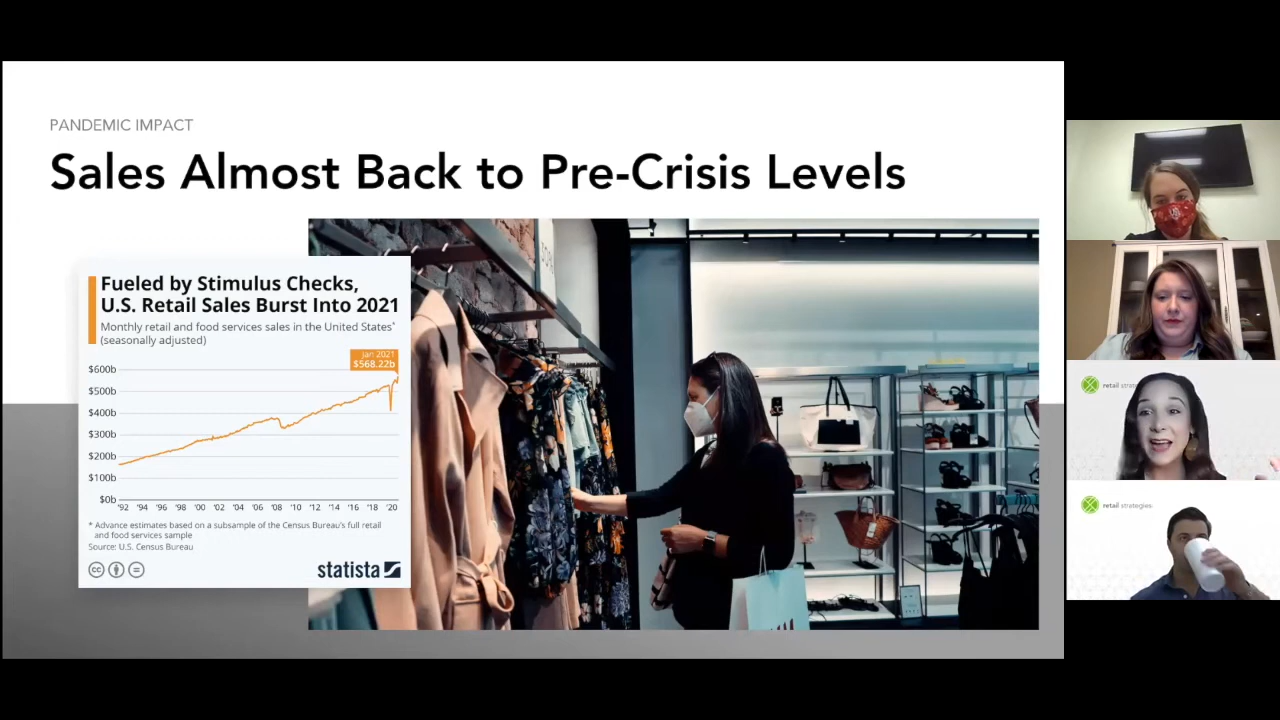 PANDEMIC IMPACT
Sales Almost Back to Pre-Crisis Levels
Fueled by Stimulus Checks,
U.S. Retail Sales Burst Into 2021
Monthly retail and food services sales in the United States*
(seasonally adjusted)
Jan 2021
$568.22b
$600b
$500b
$400b
$300b
$200b
$100b
$0b
'92 '94 '96 '98 '00 '02 '04 '06 '08 '10 '12 '14 '16 '18 '20
* Advance estimates based on a subsample of the Census Bureau's full retail
and food services sample
Source: U.S. Census Bureau
cc
statista
retail
retail strategies